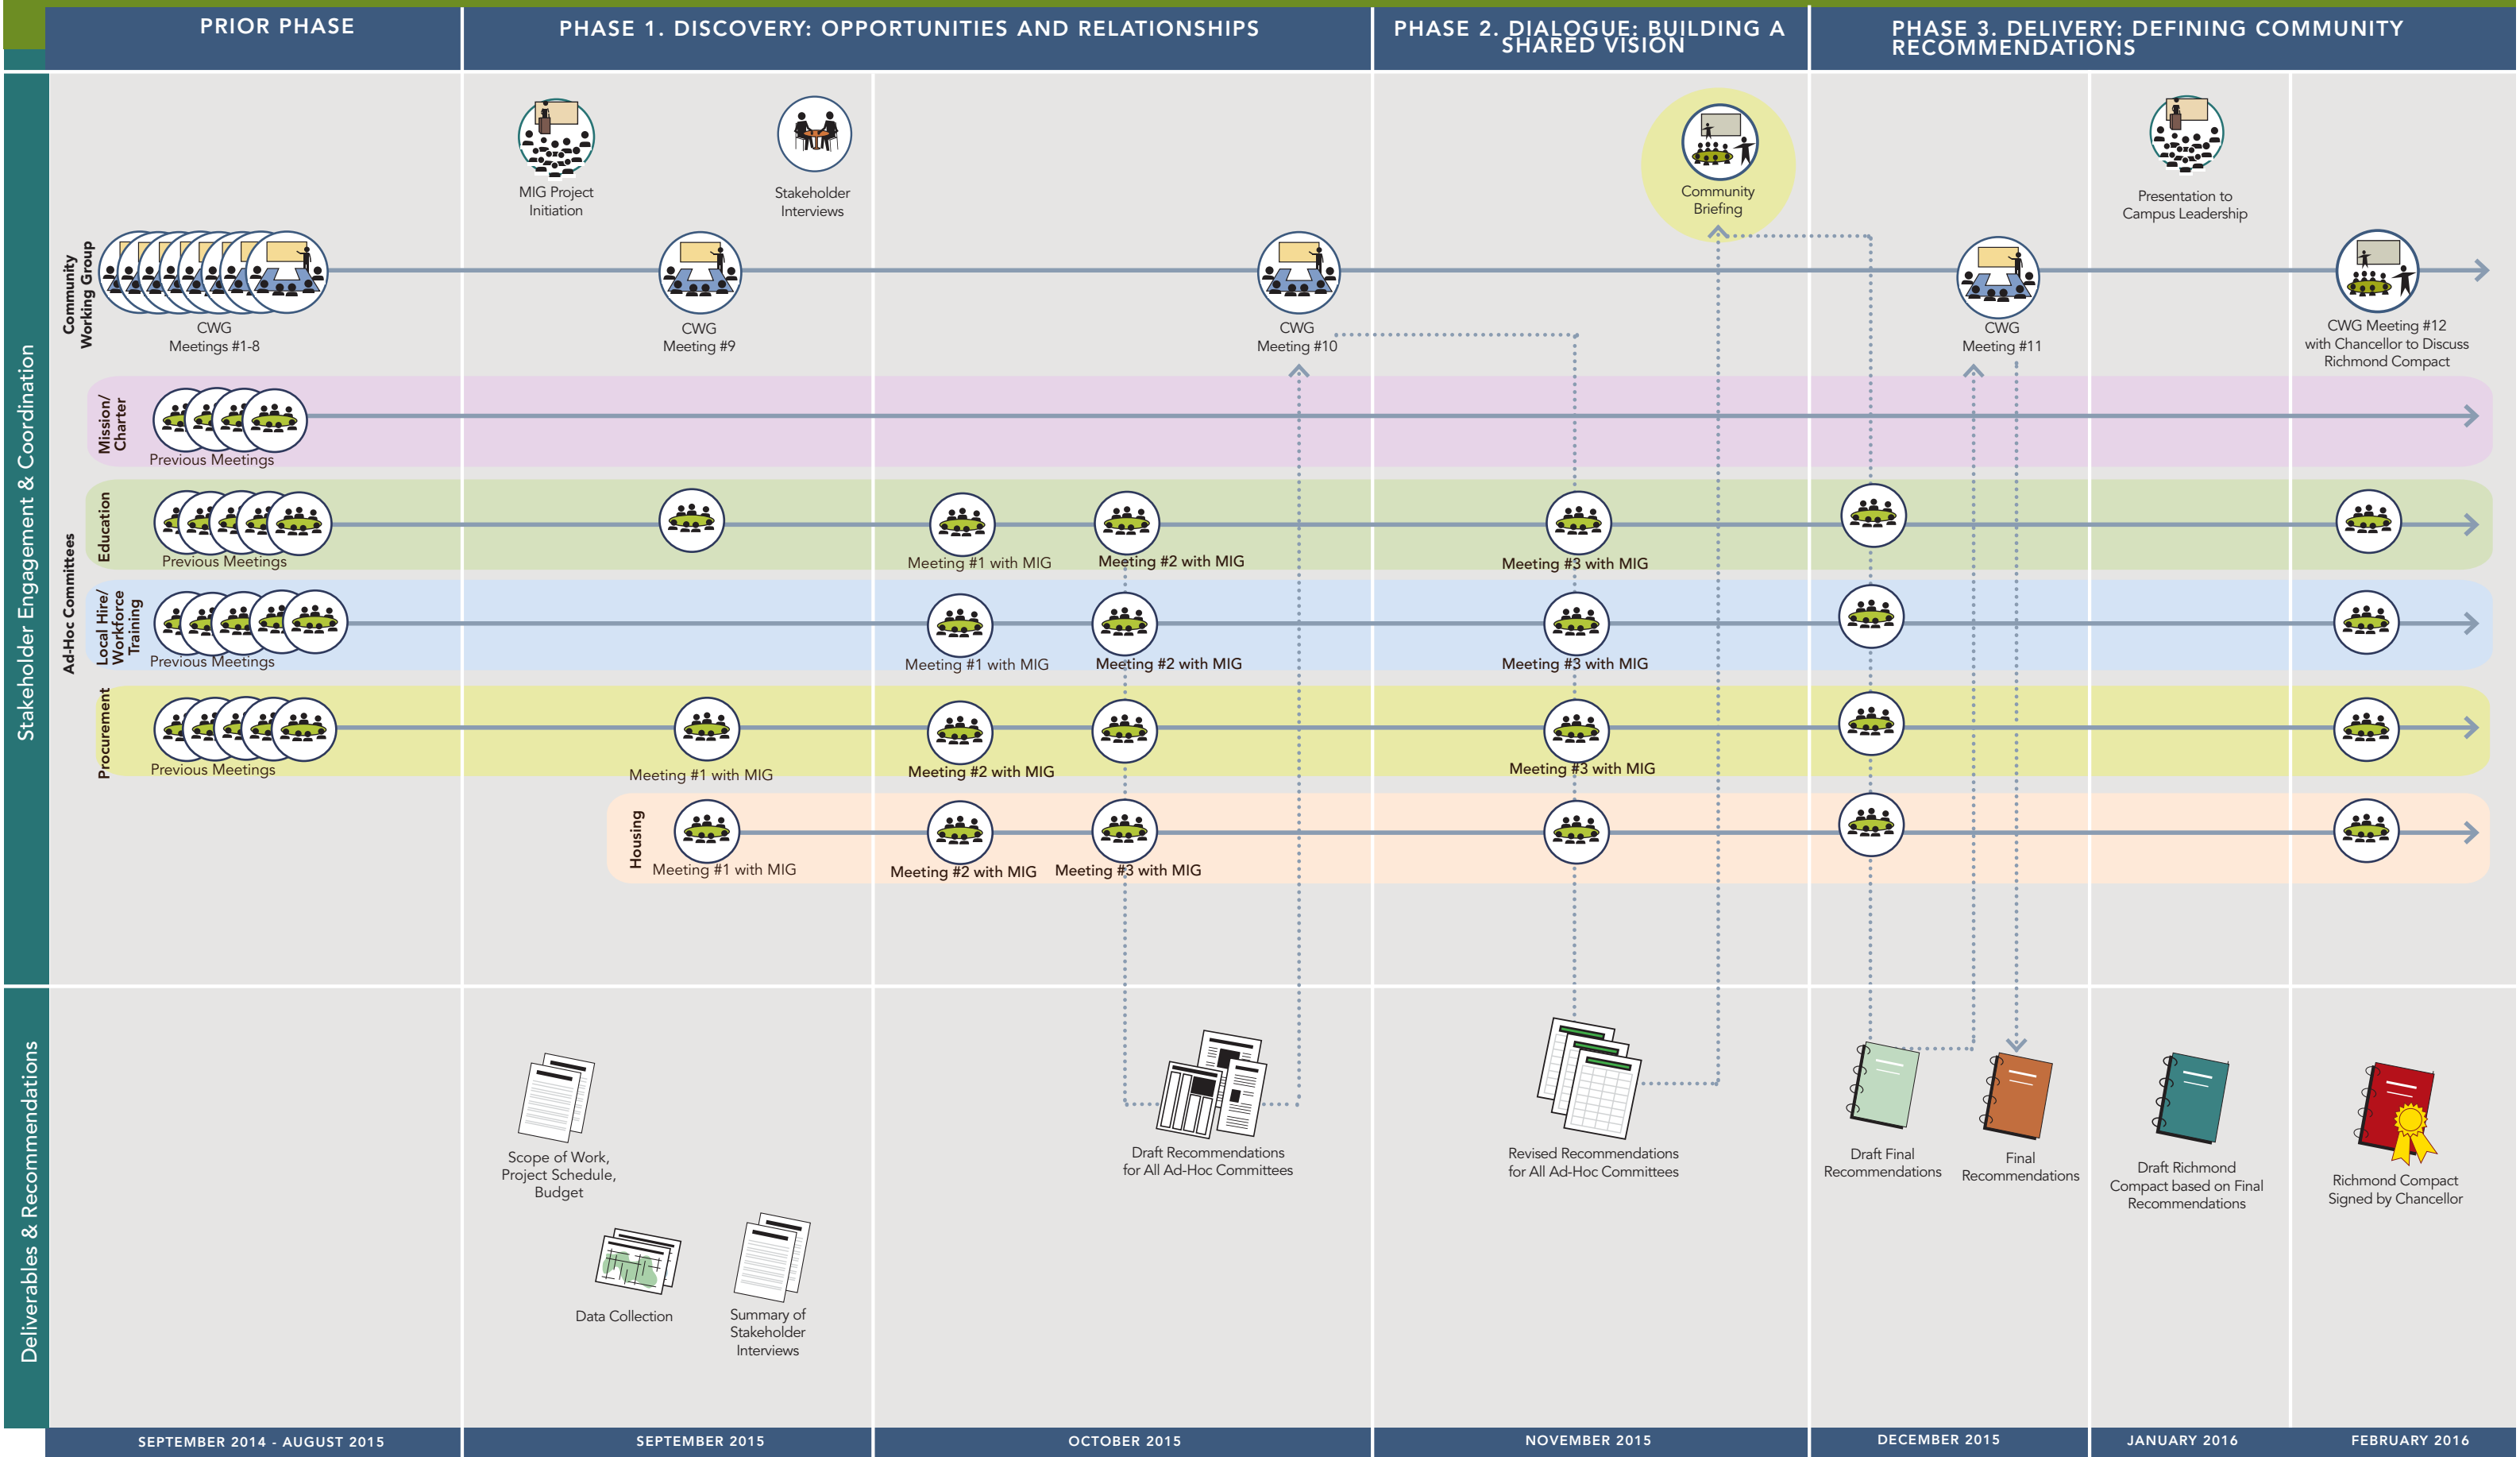 PRIOR PHASE
PHASE 1. DISCOVERY: OPPORTUNITIES AND RELATIONSHIPS
PHASE 2. DIALOGUE: BUILDING A
SHARED VISION
PHASE 3. DELIVERY: DEFINING COMMUNITY
RECOMMENDATIONS
Stakeholder Engagement & Coordination
MIG Project
Initiation
Stakeholder
Interviews
Community
Briefing
Presentation to
Campus Leadership
Community
Working Group
CWG
Meetings #1-8
CWG
Meeting #9
CWG
Meeting #10
CWG
Meeting #11
CWG Meeting #12
with Chancellor to Discuss
Richmond Compact
Ad-Hoc Committees
Mission/
Charter
Previous Meetings
Education
Previous Meetings
Meeting #1 with MIG
Meeting #2 with MIG
Meeting #3 with MIG
Local Hire/
Workforce
Training
Previous Meetings
Meeting #1 with MIG
Meeting #2 with MIG
Meeting #3 with MIG
Procurement
Previous Meetings
Meeting #1 with MIG
Meeting #2 with MIG
Meeting #3 with MIG
Housing
Meeting #1 with MIG
Meeting #2 with MIG
Meeting #3 with MIG
Deliverables & Recommendations
Scope of Work,
Project Schedule,
Budget
Data Collection
Summary of
Stakeholder
Interviews
Draft Recommendations
for All Ad-Hoc Committees
Revised Recommendations
for All Ad-Hoc Committees
Draft Final
Recommendations
Final
Recommendations
Draft Richmond
Compact based on Final
Recommendations
Richmond Compact
Signed by Chancellor
SEPTEMBER 2014 - AUGUST 2015
SEPTEMBER 2015
OCTOBER 2015
NOVEMBER 2015
DECEMBER 2015
JANUARY 2016
FEBRUARY 2016